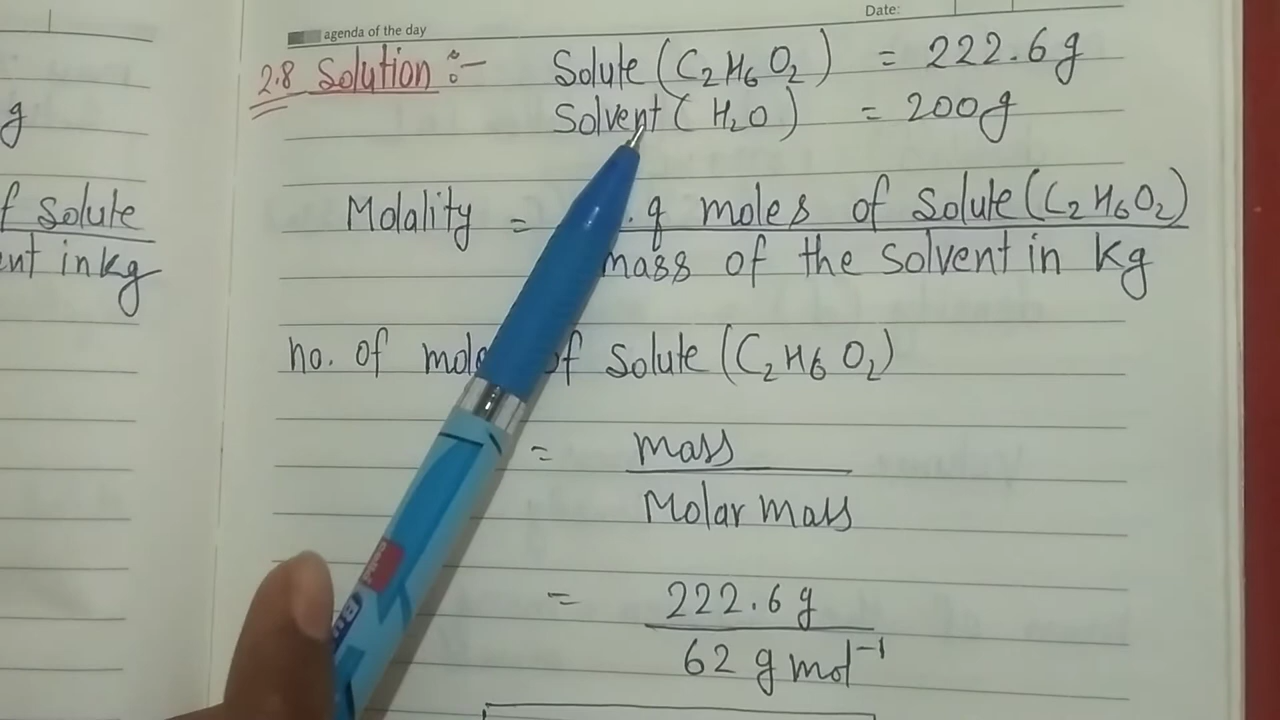 agenda of the day
Date:
g
f solute
ent in kg
2.8 Solution :-
Solute (C₂H₆O₂) = 222.6 g
Solvent (H₂O) = 200g
Molality = moles of solute (C₂H₆O₂)
mass of the solvent in kg
no. of of solute (C₂H₆O₂)
= mass
Molar mass
= 222.6 g
62 g mol⁻¹